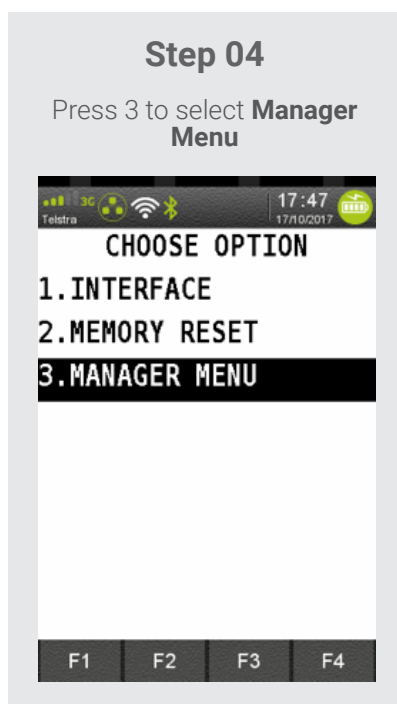 Step 04
Press 3 to select Manager
Menu
3G
17:47
Telstra
17/10/2017
CHOOSE OPTION
1.INTERFACE
2.MEMORY RESET
3.MANAGER MENU
F1 F2 F3 F4